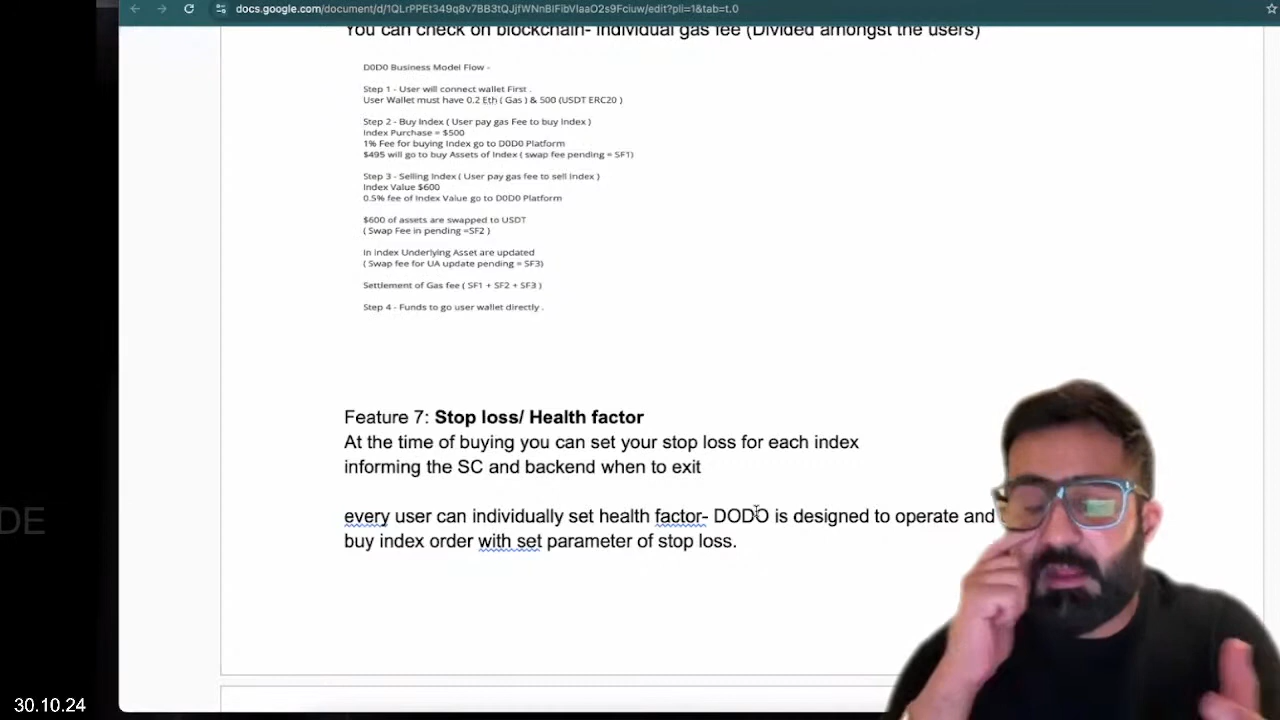 docs.google.com/document/d/1QLrPPEt349q8v7BB3tQJjfWNnBIFibVIaaO2s9Fciuw/edit?pli=1&tab=t.0
You can check on blockchain- individual gas fee (Divided amongst the users)
D0D0 Business Model Flow -
Step 1 - User will connect wallet First .
User Wallet must have 0.2 Eth ( Gas ) & 500 (USDT ERC20 )
Step 2 - Buy Index ( User pay gas Fee to buy Index )
Index Purchase = $500
1% Fee for buying Index go to D0D0 Platform
$495 will go to buy Assets of Index ( swap fee pending = SF1)
Step 3 - Selling Index ( User pay gas fee to sell index )
Index Value $600
0.5% fee of Index Value go to D0D0 Platform
$600 of assets are swapped to USDT
( Swap Fee in pending =SF2 )
In index Underlying Asset are updated
( Swap fee for UA update pending = SF3)
Settlement of Gas fee ( SF1 + SF2 + SF3 )
Step 4 - Funds to go user wallet directly .
Feature 7: Stop loss/ Health factor
At the time of buying you can set your stop loss for each index
informing the SC and backend when to exit
every user can individually set health factor- DODO is designed to operate and
buy index order with set parameter of stop loss.
DE
30.10.24